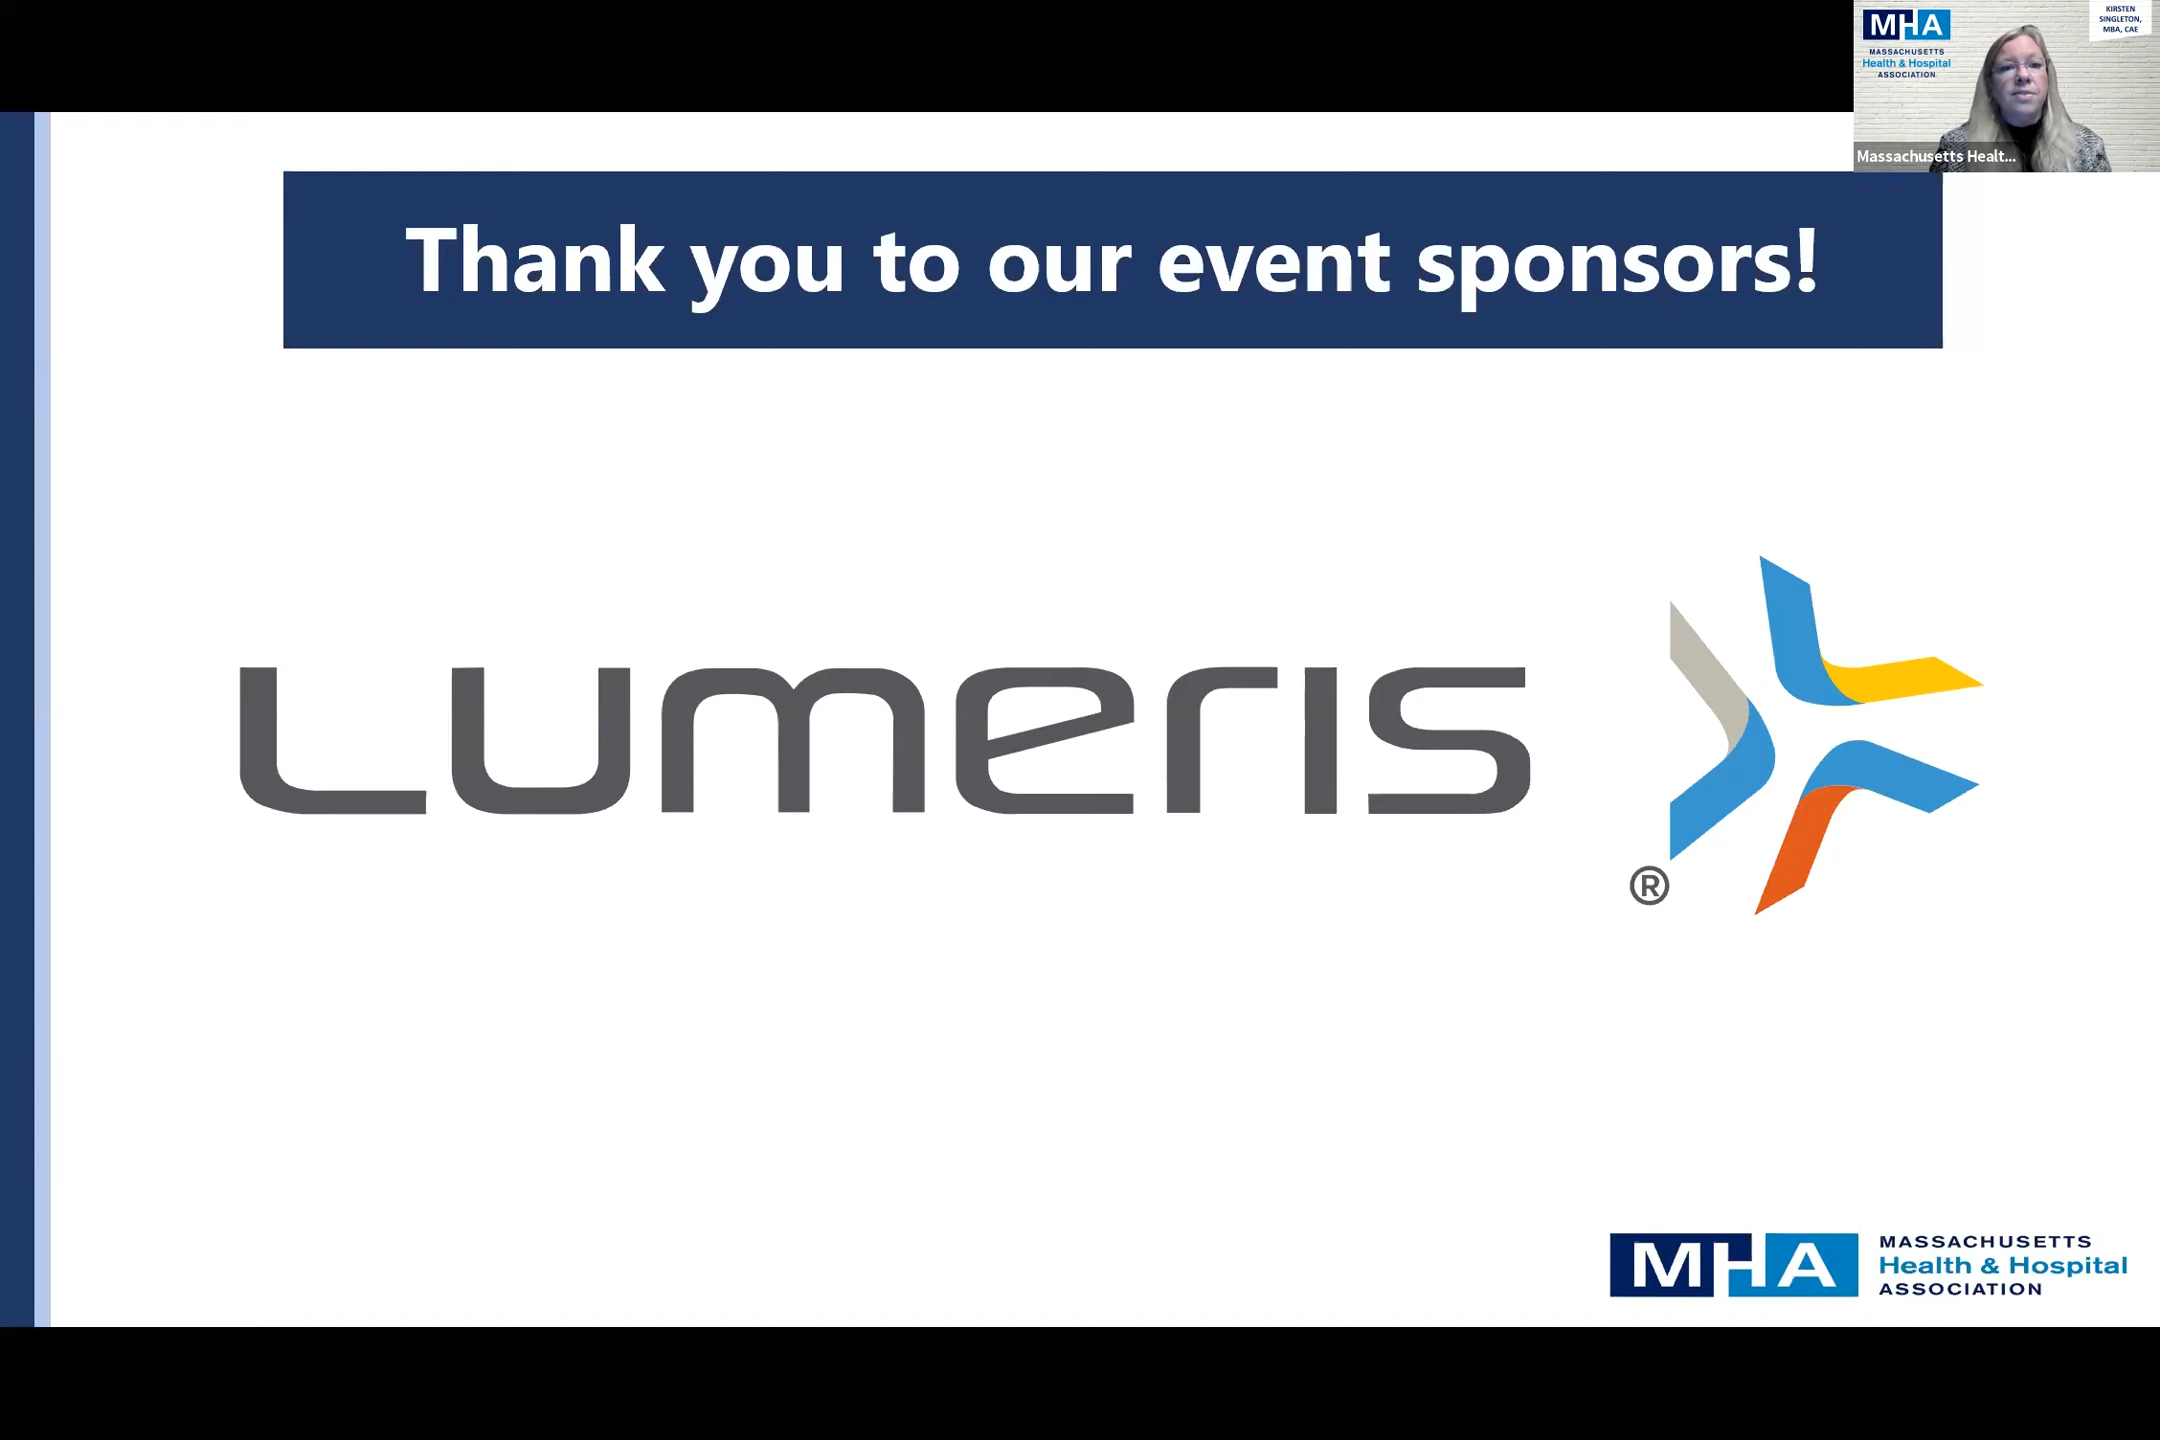 MHA
MASSACHUSETTS
Health & Hospital
ASSOCIATION
KIRSTEN
SINGLETON,
MBA, CAE
Massachusetts Healt...
Thank you to our event sponsors!
Lumeris
®
MHA
MASSACHUSETTS
Health & Hospital
ASSOCIATION